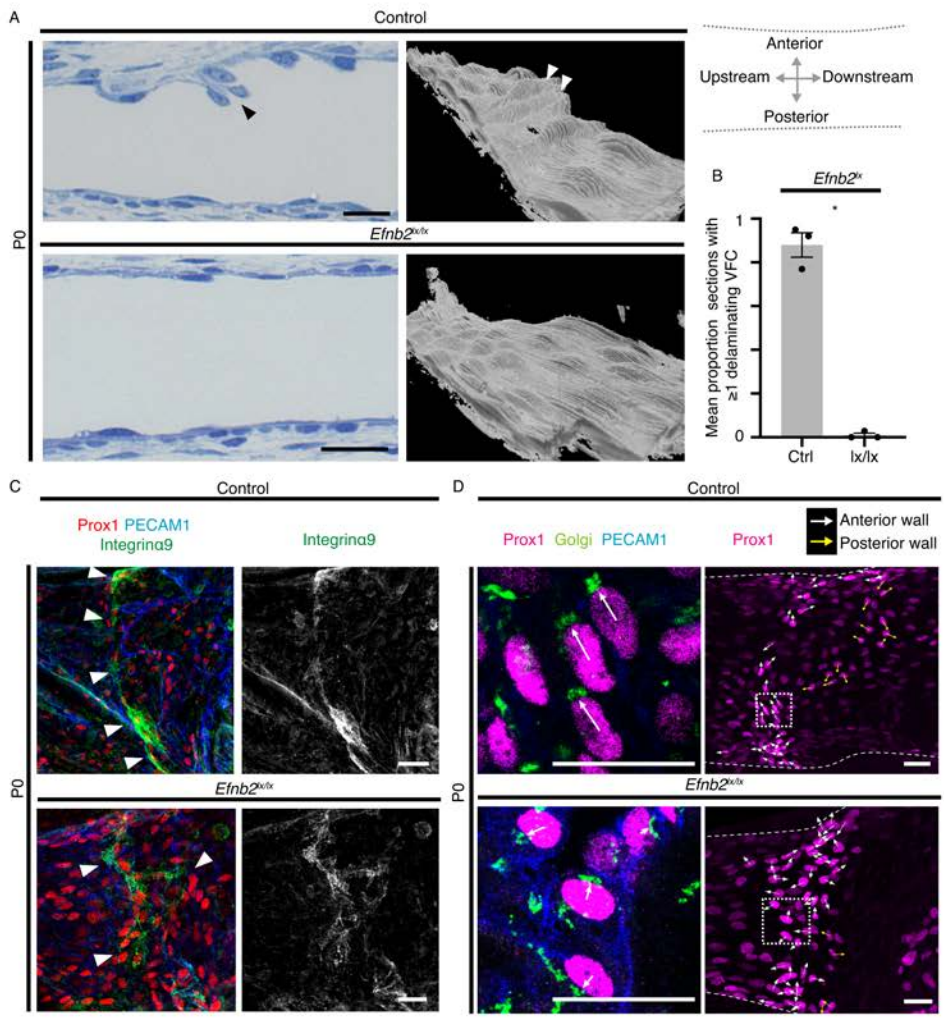 A
Control
Anterior
Upstream
Downstream
Posterior
P0
Efnb2lx/lx
B
Efnb2lx
*
Mean proportion sections with
≥1 delaminating VFC
1
0
Ctrl
lx/lx
C
Control
Prox1 PECAM1
Integrinα9
Integrinα9
P0
Efnb2lx/lx
D
Control
Prox1 Golgi PECAM1
Prox1
Anterior wall
Posterior wall
P0
Efnb2lx/lx